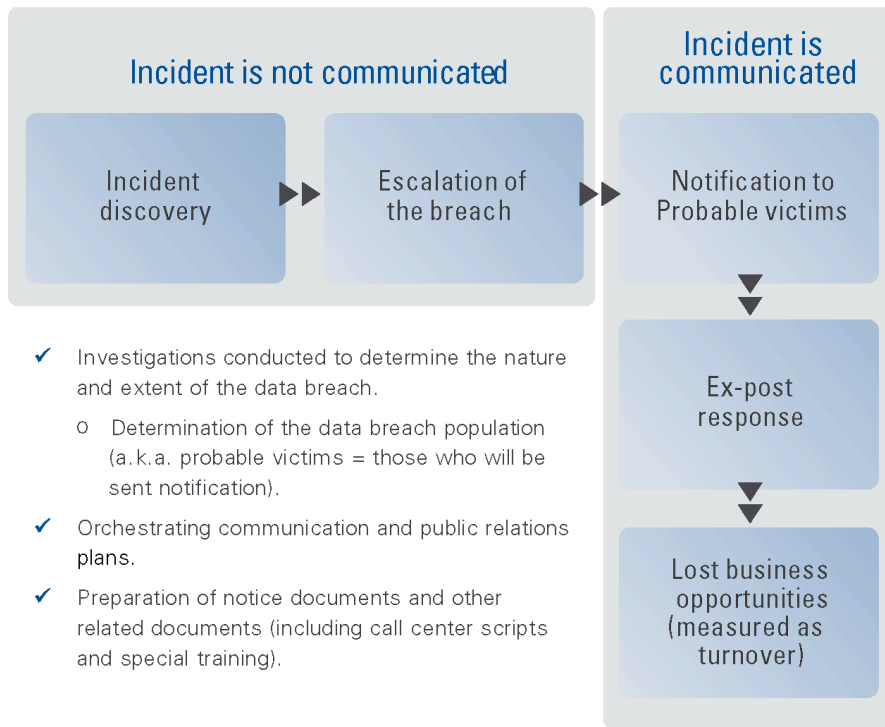 Incident is not communicated
Incident
discovery
Escalation of
the breach
Incident is
communicated
Notification to
Probable victims
Ex-post
response
Lost business
opportunities
(measured as
turnover)
✓ Investigations conducted to determine the nature
and extent of the data breach.
o Determination of the data breach population
(a.k.a. probable victims = those who will be
sent notification).
✓ Orchestrating communication and public relations
plans.
✓ Preparation of notice documents and other
related documents (including call center scripts
and special training).